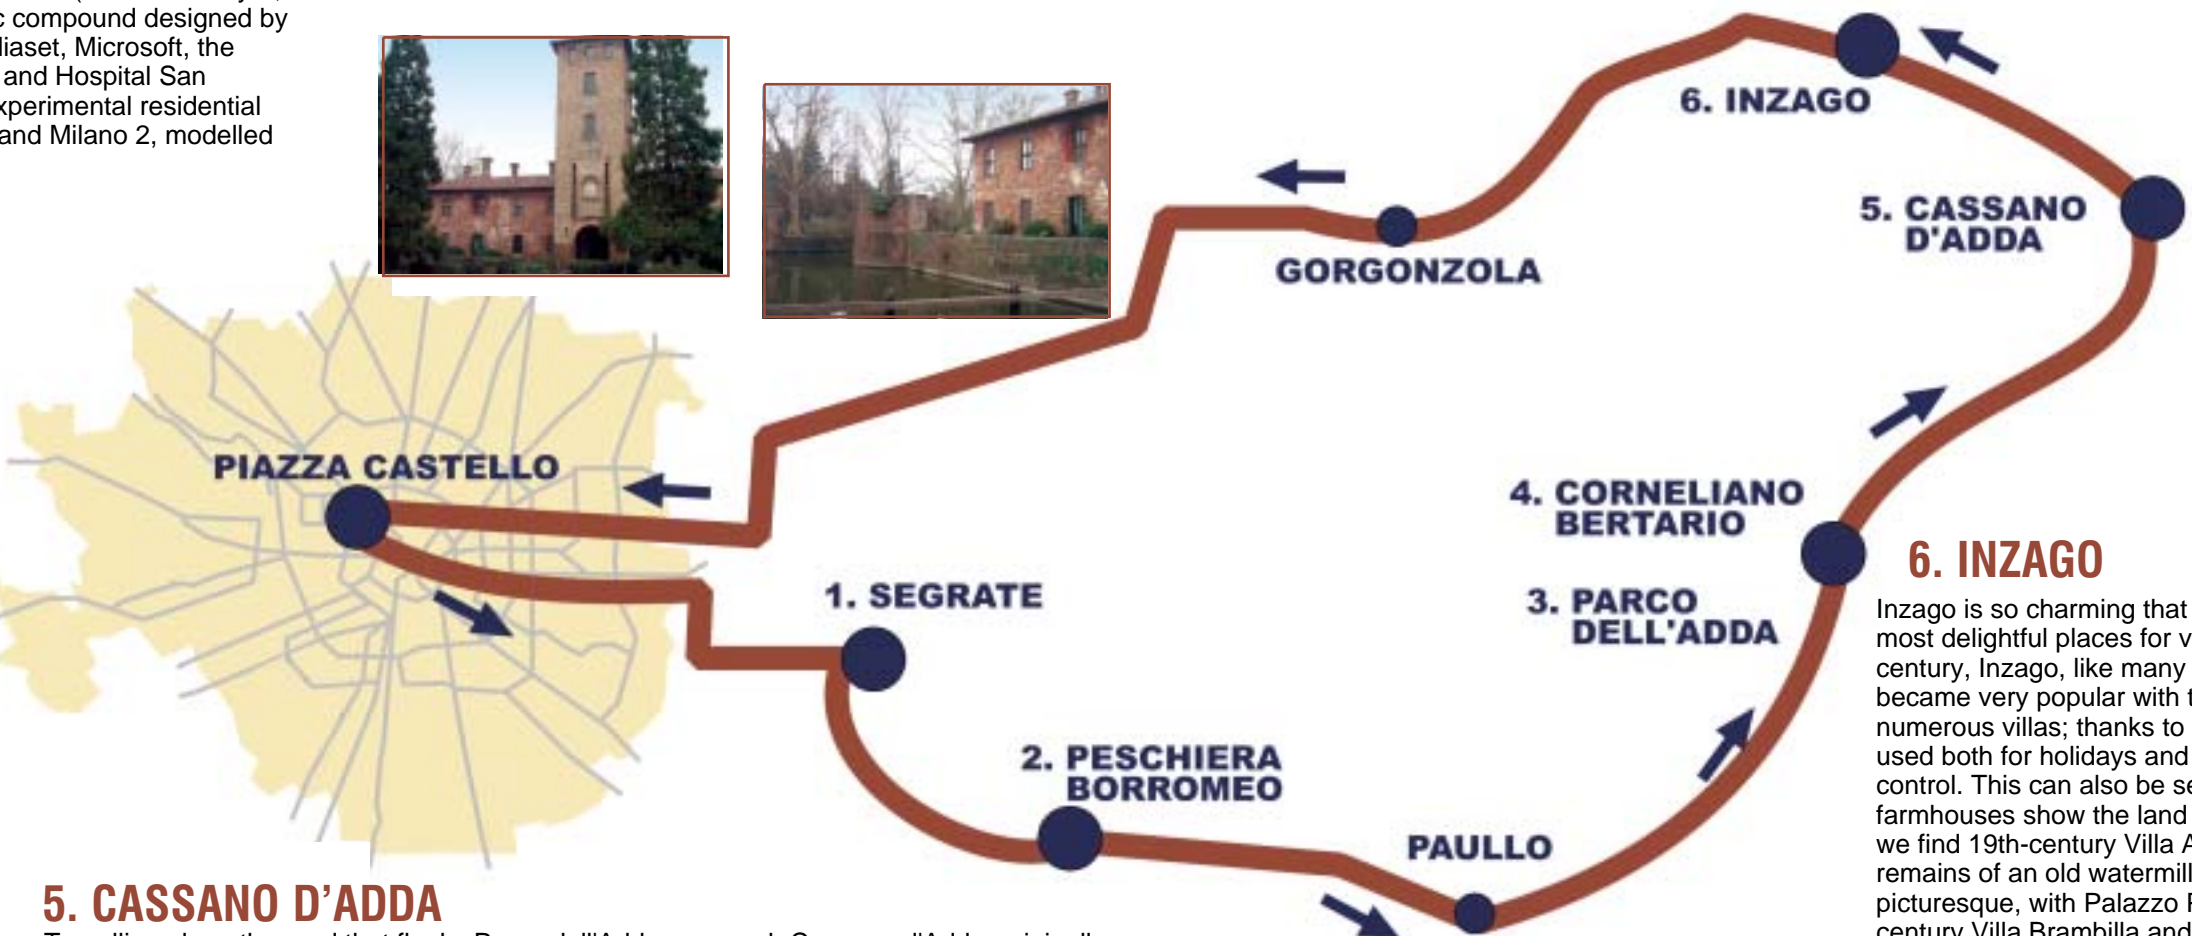 c compound designed by
liaset, Microsoft, the
and Hospital San
xperimental residential
and Milano 2, modelled
6. INZAGO
5. CASSANO
D'ADDA
GORGONZOLA
PIAZZA CASTELLO
4. CORNELIANO
BERTARIO
1. SEGRATE
3. PARCO
DELL'ADDA
2. PESCHIERA
BORROMEO
PAULLO
6. INZAGO
Inzago is so charming that
most delightful places for v
century, Inzago, like many
became very popular with t
numerous villas; thanks to
used both for holidays and
control. This can also be se
farmhouses show the land
we find 19th-century Villa A
remains of an old watermill
picturesque, with Palazzo P
century Villa Brambilla and
5. CASSANO D’ADDA